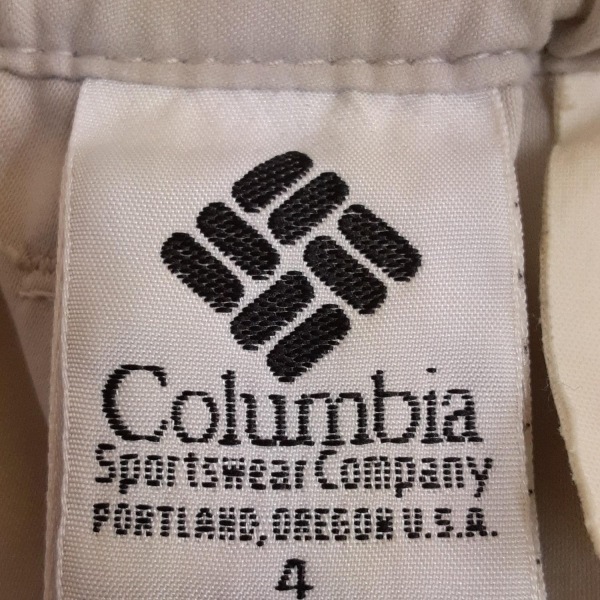 Columbia
Sportswear Company
PORTLAND, OREGON U.S.A.
4